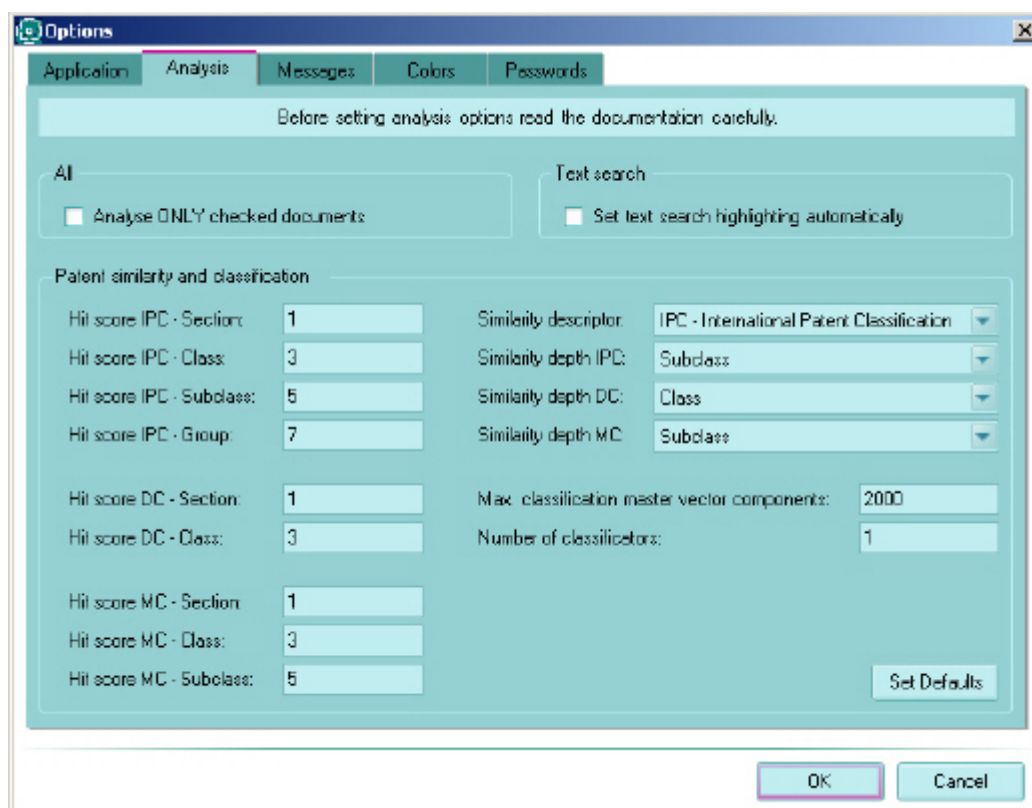 Options
Application Analysis Messages Colors Passwords
Before setting analysis options read the documentation carefully.
All
Analyse ONLY checked documents
Text search
Set text search highlighting automatically
Patent similarity and classification
Hit score IPC - Section: 1
Hit score IPC - Class: 3
Hit score IPC - Subclass: 5
Hit score IPC - Group: 7
Similarity descriptor: IPC - International Patent Classification
Similarity depth IPC: Subclass
Similarity depth DC: Class
Similarity depth MC: Subclass
Hit score DC - Section: 1
Hit score DC - Class: 3
Max. classification master vector components: 2000
Number of classificators: 1
Hit score MC - Section: 1
Hit score MC - Class: 3
Hit score MC - Subclass: 5
Set Defaults
OK Cancel